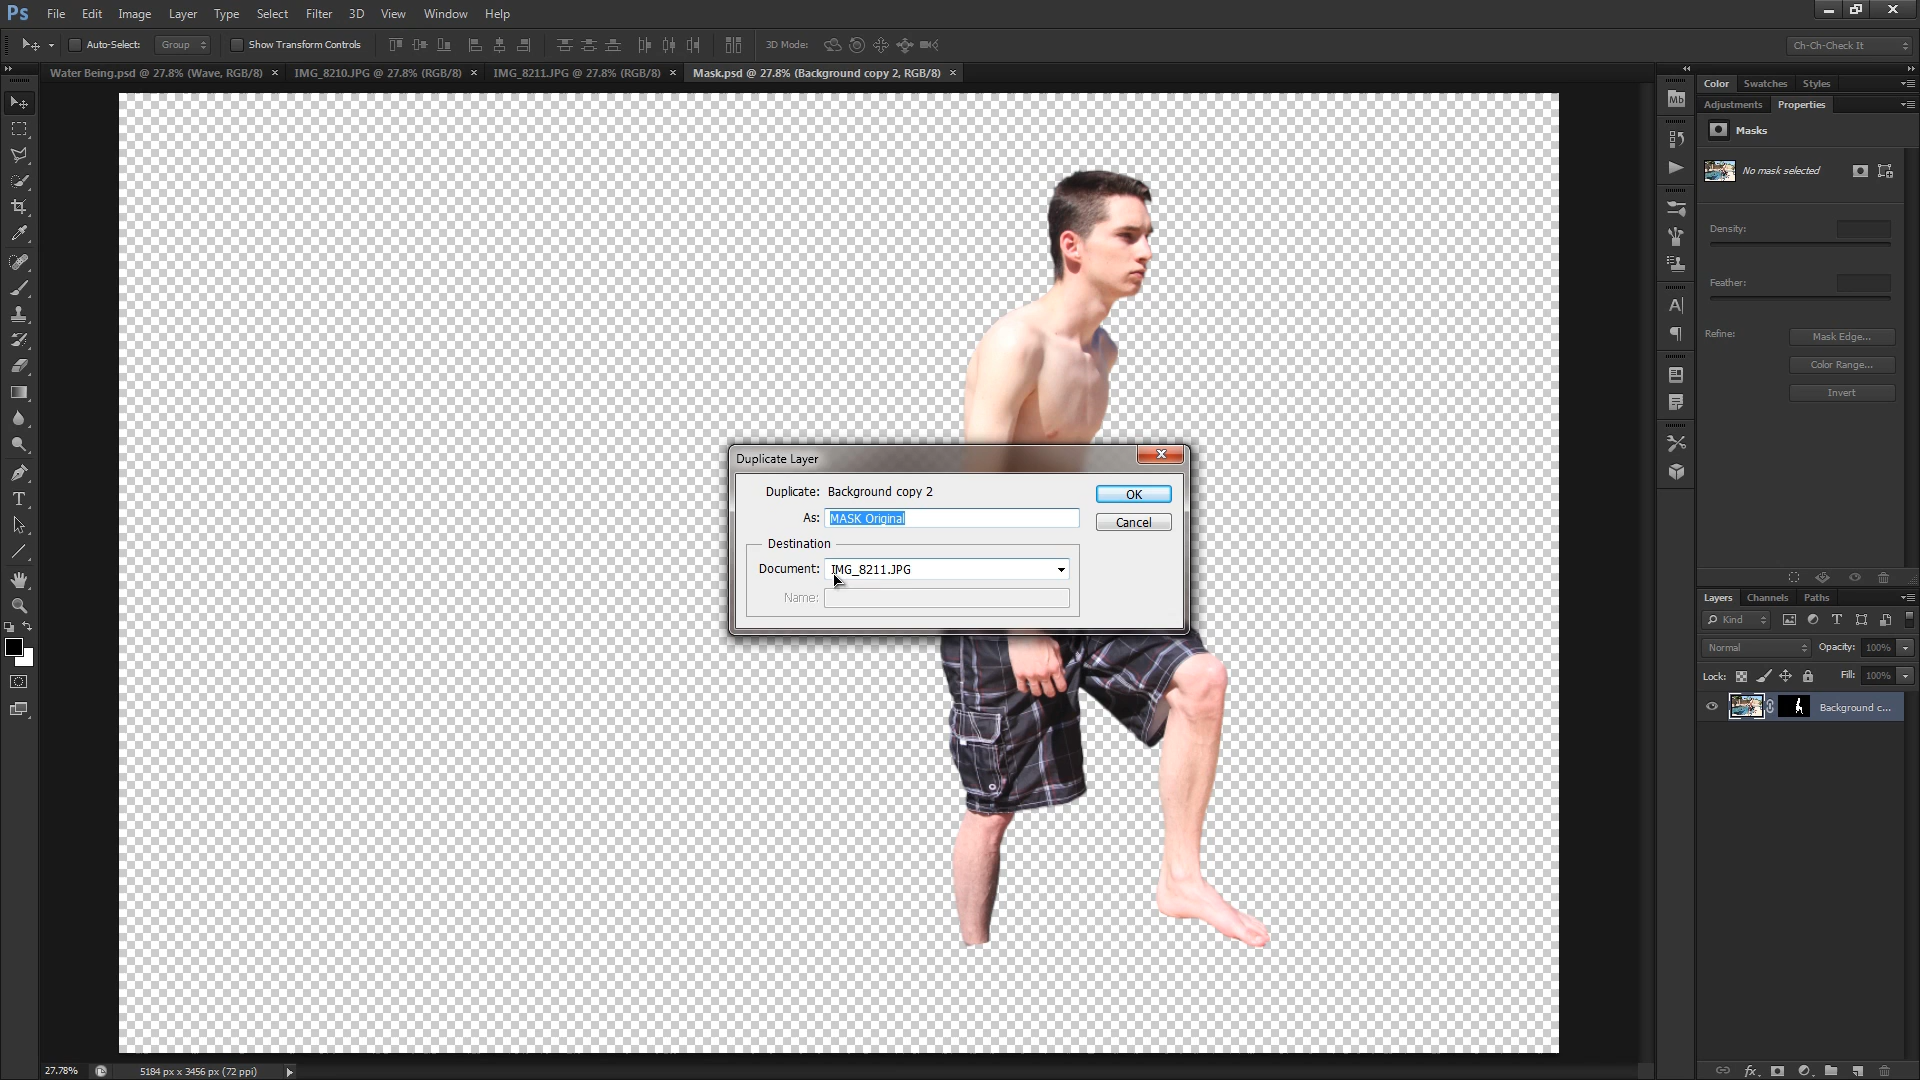 Ps File Edit Image Layer Type Select Filter 3D View Window Help
Auto-Select: Group Show Transform Controls 3D Mode: Ch-Ch-Check It
Water Being.psd @ 27.8% (Wave, RGB/8) × IMG_8210.JPG @ 27.8% (RGB/8) × IMG_8211.JPG @ 27.8% (RGB/8) × Mask.psd @ 27.8% (Background copy 2, RGB/8) ×
Color Swatches Styles
Adjustments Properties
Masks
No mask selected
Density:
Feather:
Refine: Mask Edge...
Color Range...
Invert
Duplicate Layer
Duplicate: Background copy 2 OK
As: MASK Original Cancel
Destination
Document: IMG_8211.JPG
Name:
Layers Channels Paths
Kind
Normal Opacity: 100%
Lock: Fill: 100%
Background c...
27.78% 5184 px x 3456 px (72 ppi)
Mb
A
T
T
fx